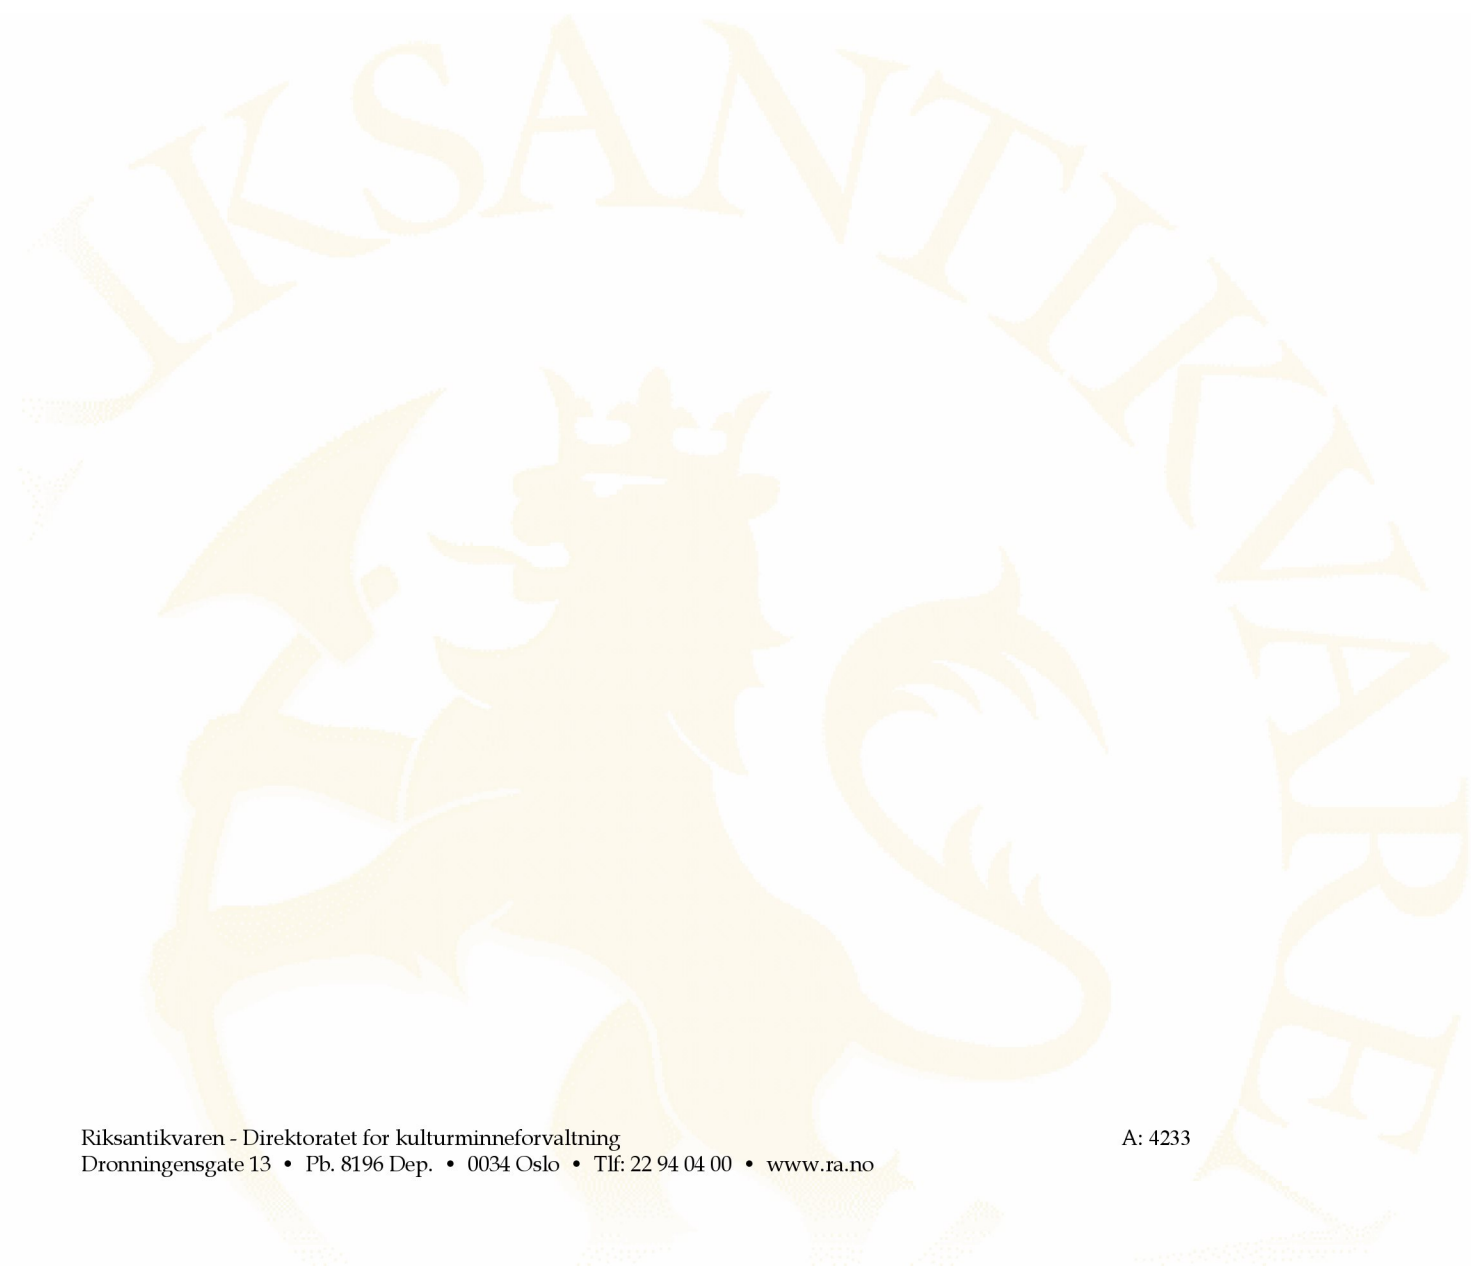 RIKSANTIKVAREN
Riksantikvaren - Direktoratet for kulturminneforvaltning
Dronningensgate 13 • Pb. 8196 Dep. • 0034 Oslo • Tlf: 22 94 04 00 • www.ra.no
A: 4233